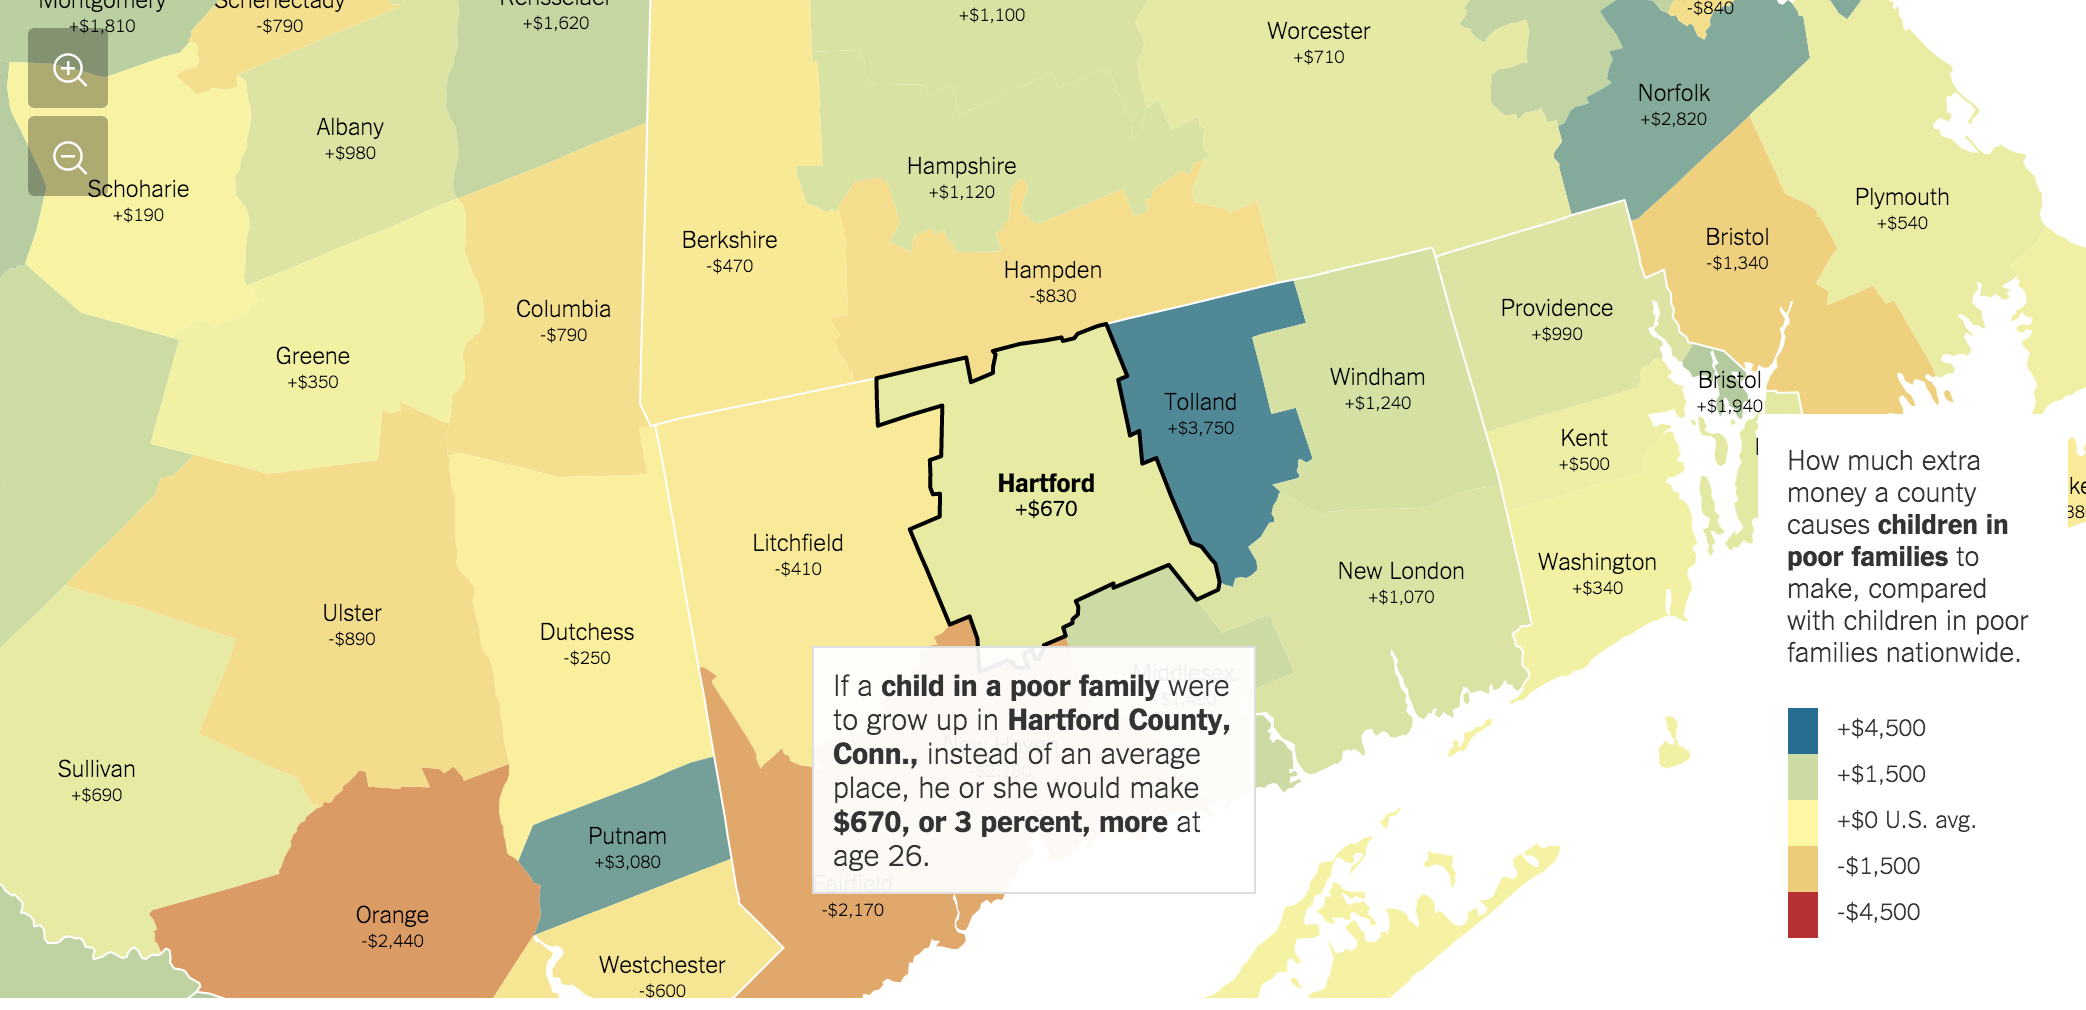 Montgomery
+$1,810
Schenectady
-$790
Rensselaer
+$1,620
+$1,100
Worcester
+$710
-$840
Norfolk
+$2,820
Albany
+$980
Schoharie
+$190
Hampshire
+$1,120
Plymouth
+$540
Berkshire
-$470
Bristol
-$1,340
Hampden
-$830
Columbia
-$790
Providence
+$990
Greene
+$350
Windham
+$1,240
Bristol
+$1,940
Tolland
+$3,750
Kent
+$500
Hartford
+$670
Litchfield
-$410
Washington
+$340
New London
+$1,070
Ulster
-$890
Dutchess
-$250
Middlesex
New Haven
Sullivan
+$690
Putnam
+$3,080
Fairfield
-$2,170
Orange
-$2,440
Westchester
-$600
If a child in a poor family were
to grow up in Hartford County,
Conn., instead of an average
place, he or she would make
$670, or 3 percent, more at
age 26.
How much extra
money a county
causes children in
poor families to
make, compared
with children in poor
families nationwide.
+$4,500
+$1,500
+$0 U.S. avg.
-$1,500
-$4,500